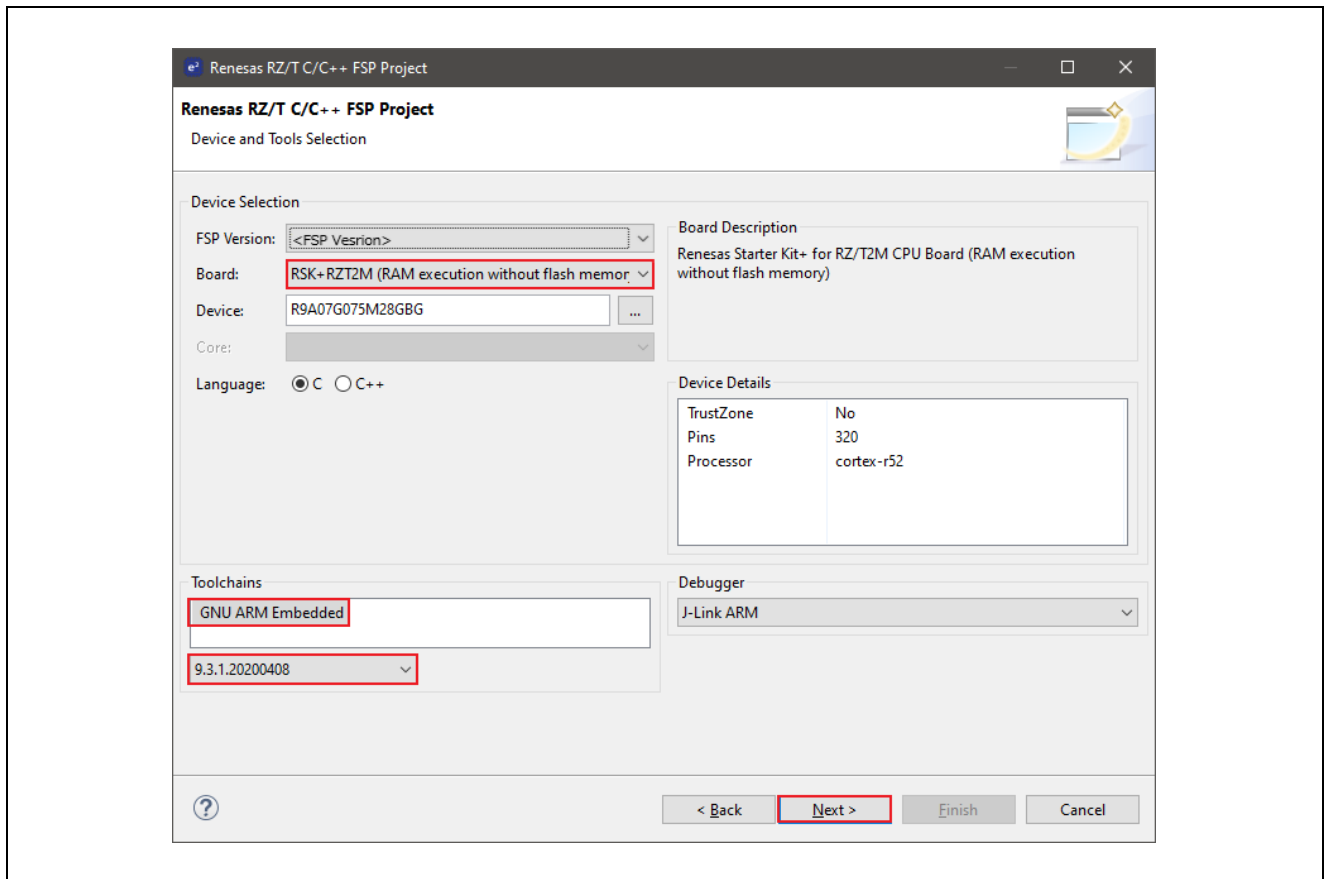 e² Renesas RZ/T C/C++ FSP Project
Renesas RZ/T C/C++ FSP Project
Device and Tools Selection
Device Selection
FSP Version: <FSP Vesrion>
Board: RSK+RZT2M (RAM execution without flash memor
Device: R9A07G075M28GBG ...
Core:
Language: C C++
Board Description
Renesas Starter Kit+ for RZ/T2M CPU Board (RAM execution
without flash memory)
Device Details
TrustZone No
Pins 320
Processor cortex-r52
Toolchains
GNU ARM Embedded
9.3.1.20200408
Debugger
J-Link ARM
? < Back Next > Finish Cancel